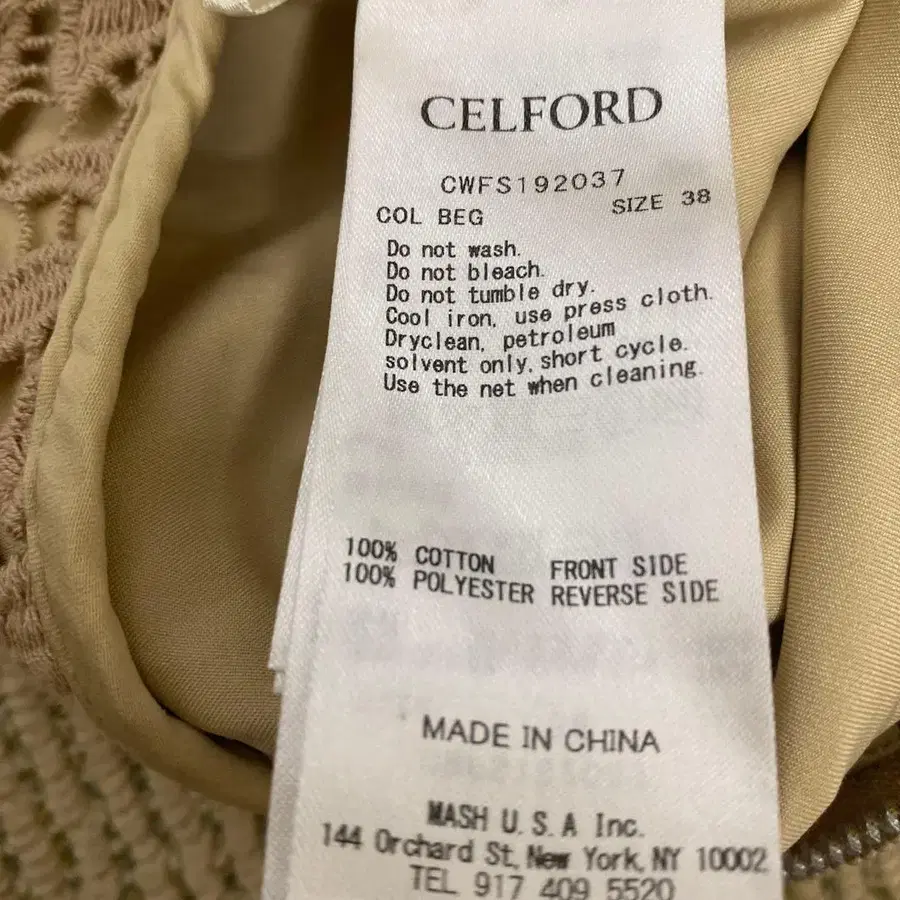 CELFORD
CWFS192037
COL BEG SIZE 38
Do not wash.
Do not bleach.
Do not tumble dry.
Cool iron, use press cloth.
Dryclean, petroleum
solvent only, short cycle.
Use the net when cleaning.
100% COTTON FRONT SIDE
100% POLYESTER REVERSE SIDE
MADE IN CHINA
MASH U.S.A Inc.
144 Orchard St, New York, NY 10002
TEL 917 409 5520